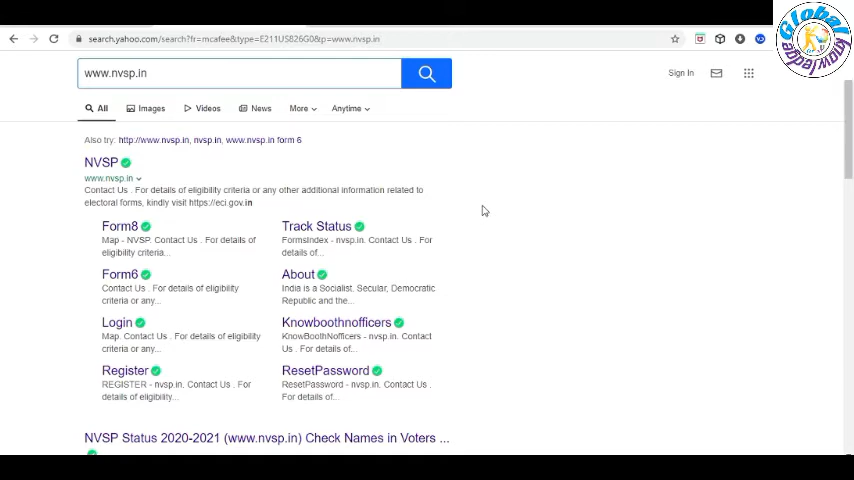 search.yahoo.com/search?fr=mcafee&type=E211US826G0&p=www.nvsp.in
Global knowledge
www.nvsp.in
Sign In
All Images Videos News More Anytime
Also try: http://www.nvsp.in, nvsp.in, www.nvsp.in form 6
NVSP
www.nvsp.in
Contact Us . For details of eligibility criteria or any other additional information related to
electoral forms, kindly visit https://eci.gov.in
Form8
Map - NVSP. Contact Us . For details of
eligibility criteria...
Track Status
FormsIndex - nvsp.in. Contact Us . For
details of...
Form6
Contact Us . For details of eligibility
criteria or any...
About
India is a Socialist, Secular, Democratic
Republic and the...
Login
Map. Contact Us . For details of eligibility
criteria or any...
Knowboothnofficers
KnowBoothNofficers - nvsp.in. Contact
Us . For details of...
Register
REGISTER - nvsp.in. Contact Us . For
details of eligibility...
ResetPassword
ResetPassword - nvsp.in. Contact Us .
For details of...
NVSP Status 2020-2021 (www.nvsp.in) Check Names in Voters ...